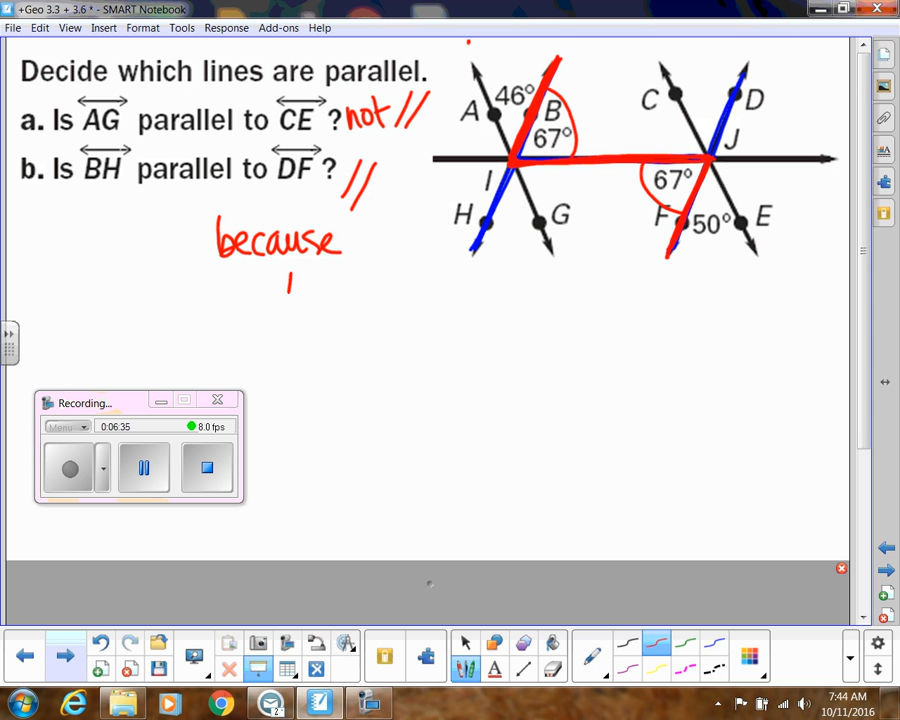 +Geo 3.3 + 3.6 * - SMART Notebook
File Edit View Insert Format Tools Response Add-ons Help
Decide which lines are parallel.
a. Is AG parallel to CE ? not //
b. Is BH parallel to DF ? //
because
A 46° B
67°
I
H G
C D
J
67°
F 50° E
Recording...
Menu 0:06:35 8.0 fps
A
2
7:44 AM
10/11/2016